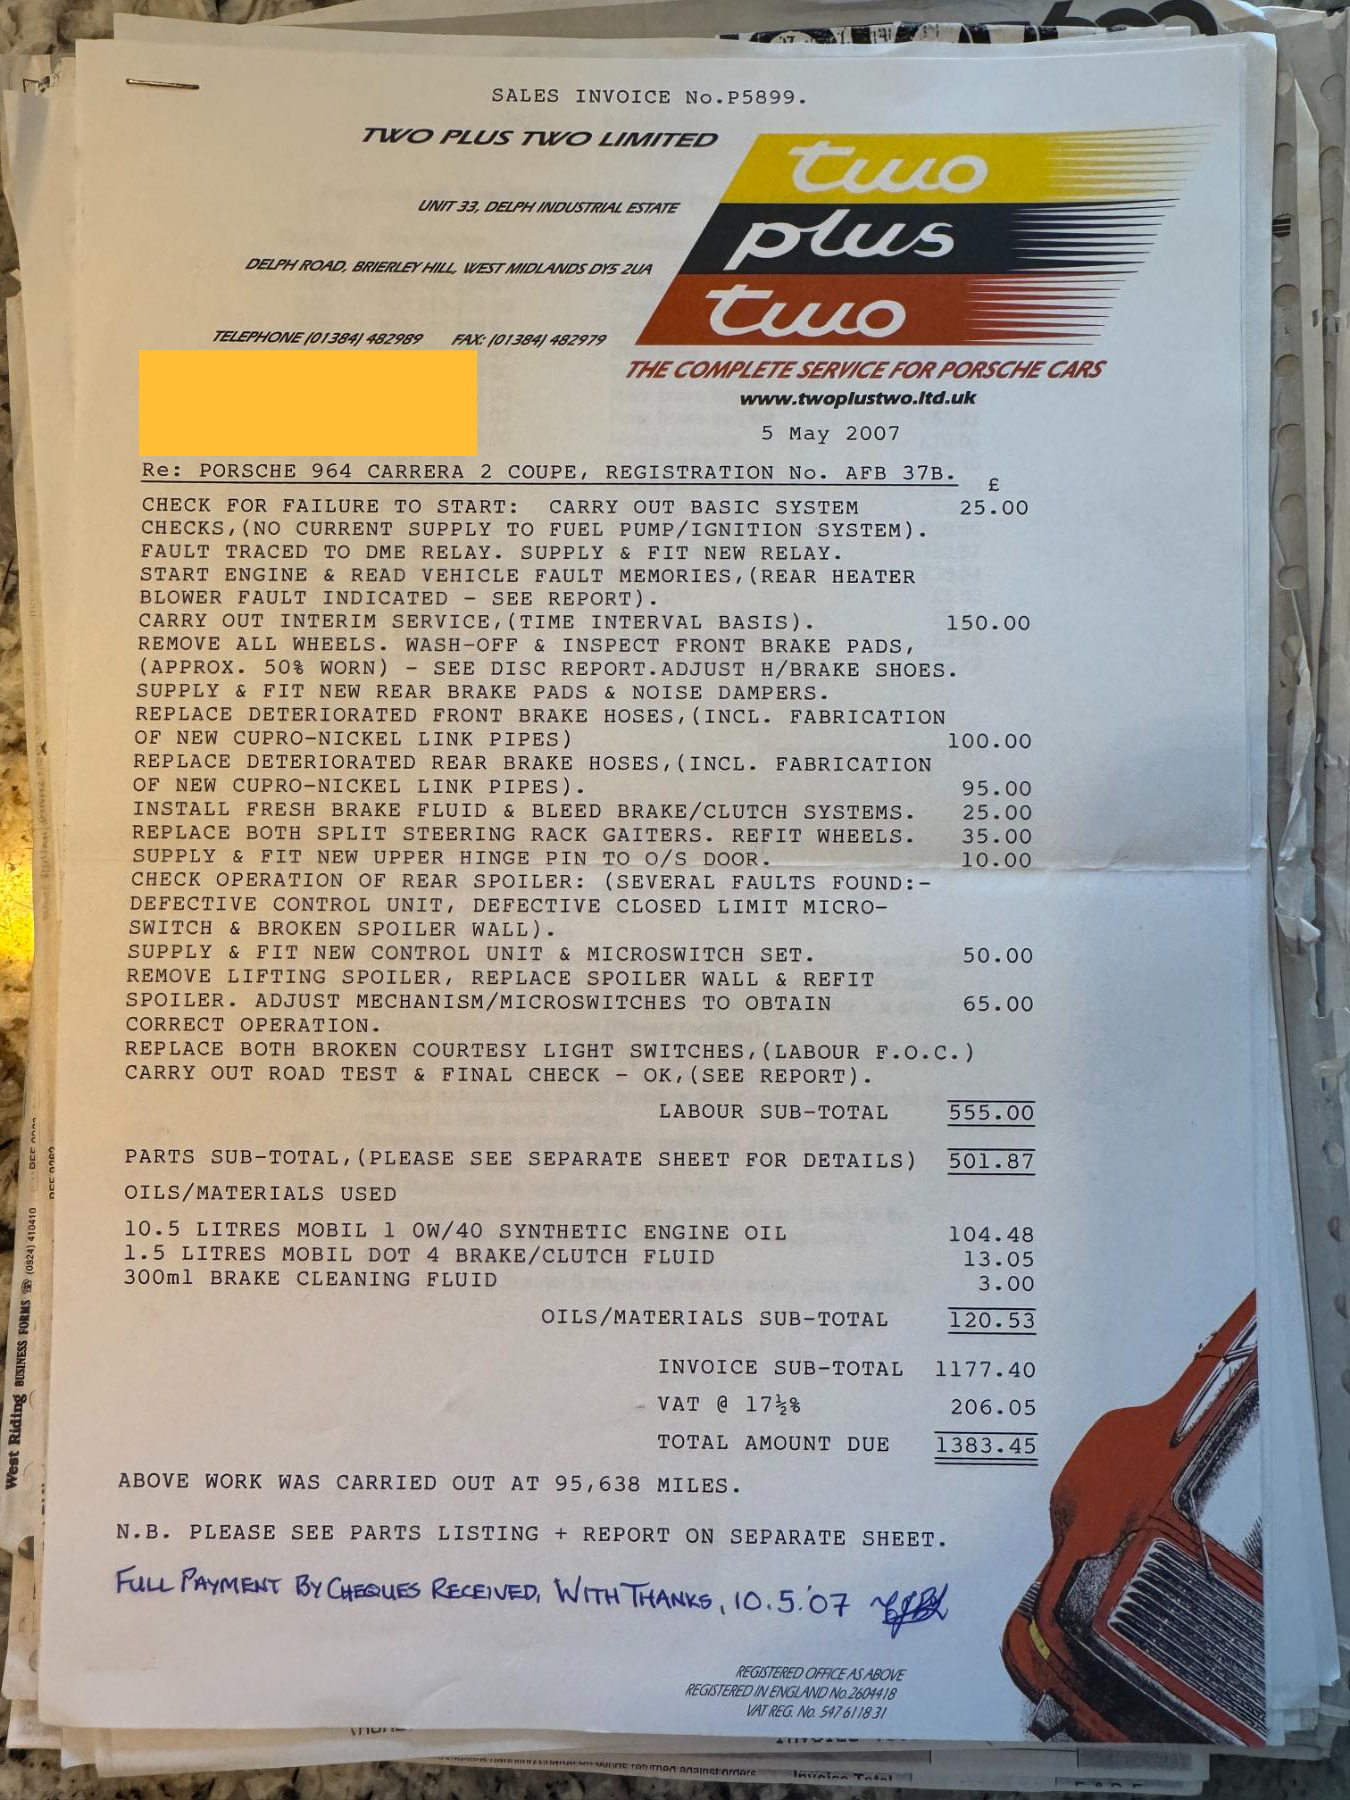 SALES INVOICE No.P5899.
TWO PLUS TWO LIMITED
two
plus
two
UNIT 33, DELPH INDUSTRIAL ESTATE
DELPH ROAD, BRIERLEY HILL, WEST MIDLANDS DY5 2UA
TELEPHONE (01384) 482989 FAX: (01384) 482979
THE COMPLETE SERVICE FOR PORSCHE CARS
www.twoplustwo.ltd.uk
5 May 2007
Re: PORSCHE 964 CARRERA 2 COUPE, REGISTRATION No. AFB 37B.
£
CHECK FOR FAILURE TO START: CARRY OUT BASIC SYSTEM 25.00
CHECKS,(NO CURRENT SUPPLY TO FUEL PUMP/IGNITION SYSTEM).
FAULT TRACED TO DME RELAY. SUPPLY & FIT NEW RELAY.
START ENGINE & READ VEHICLE FAULT MEMORIES,(REAR HEATER
BLOWER FAULT INDICATED - SEE REPORT).
CARRY OUT INTERIM SERVICE,(TIME INTERVAL BASIS). 150.00
REMOVE ALL WHEELS. WASH-OFF & INSPECT FRONT BRAKE PADS,
(APPROX. 50% WORN) - SEE DISC REPORT.ADJUST H/BRAKE SHOES.
SUPPLY & FIT NEW REAR BRAKE PADS & NOISE DAMPERS.
REPLACE DETERIORATED FRONT BRAKE HOSES,(INCL. FABRICATION
OF NEW CUPRO-NICKEL LINK PIPES) 100.00
REPLACE DETERIORATED REAR BRAKE HOSES,(INCL. FABRICATION
OF NEW CUPRO-NICKEL LINK PIPES). 95.00
INSTALL FRESH BRAKE FLUID & BLEED BRAKE/CLUTCH SYSTEMS. 25.00
REPLACE BOTH SPLIT STEERING RACK GAITERS. REFIT WHEELS. 35.00
SUPPLY & FIT NEW UPPER HINGE PIN TO O/S DOOR. 10.00
CHECK OPERATION OF REAR SPOILER: (SEVERAL FAULTS FOUND:-
DEFECTIVE CONTROL UNIT, DEFECTIVE CLOSED LIMIT MICRO-
SWITCH & BROKEN SPOILER WALL).
SUPPLY & FIT NEW CONTROL UNIT & MICROSWITCH SET. 50.00
REMOVE LIFTING SPOILER, REPLACE SPOILER WALL & REFIT
SPOILER. ADJUST MECHANISM/MICROSWITCHES TO OBTAIN 65.00
CORRECT OPERATION.
REPLACE BOTH BROKEN COURTESY LIGHT SWITCHES,(LABOUR F.O.C.)
CARRY OUT ROAD TEST & FINAL CHECK - OK,(SEE REPORT).
LABOUR SUB-TOTAL 555.00
PARTS SUB-TOTAL,(PLEASE SEE SEPARATE SHEET FOR DETAILS) 501.87
OILS/MATERIALS USED
10.5 LITRES MOBIL 1 OW/40 SYNTHETIC ENGINE OIL 104.48
1.5 LITRES MOBIL DOT 4 BRAKE/CLUTCH FLUID 13.05
300ml BRAKE CLEANING FLUID 3.00
OILS/MATERIALS SUB-TOTAL 120.53
INVOICE SUB-TOTAL 1177.40
VAT @ 17½% 206.05
TOTAL AMOUNT DUE 1383.45
ABOVE WORK WAS CARRIED OUT AT 95,638 MILES.
N.B. PLEASE SEE PARTS LISTING + REPORT ON SEPARATE SHEET.
FULL PAYMENT BY CHEQUES RECEIVED, WITH THANKS, 10.5.'07
REGISTERED OFFICE AS ABOVE
REGISTERED IN ENGLAND No.2604418
VAT REG. No. 547 6118 31
West Riding BUSINESS FORMS (0924) 410410
Invoice Total